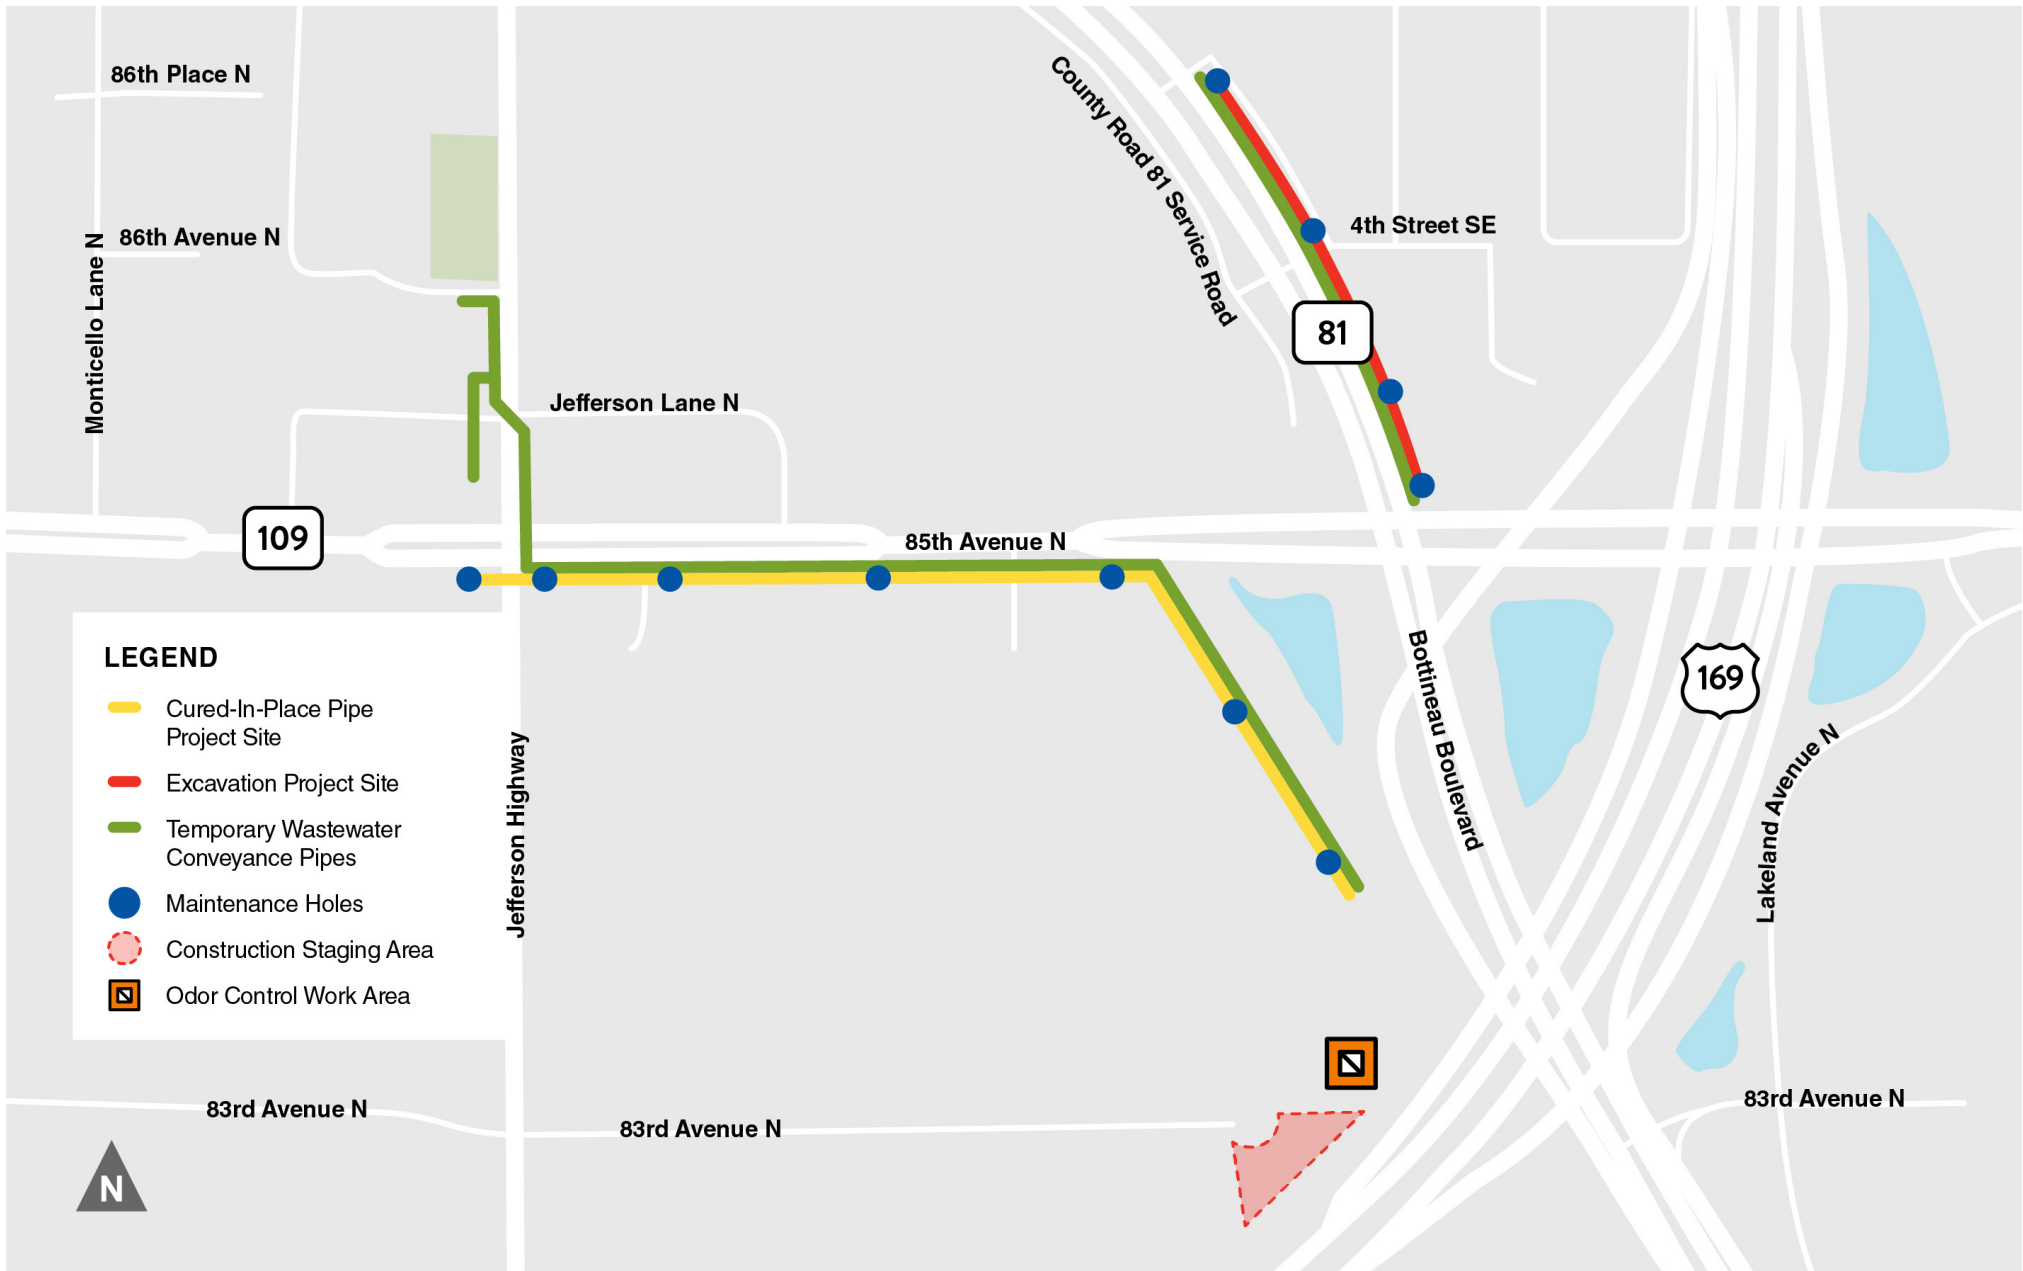 86th Place N
County Road 81 Service Road
4th Street SE
86th Avenue N
Monticello Lane N
81
Jefferson Lane N
109
85th Avenue N
LEGEND
Cured-In-Place Pipe
Project Site
Excavation Project Site
Temporary Wastewater
Conveyance Pipes
Maintenance Holes
Construction Staging Area
Odor Control Work Area
Jefferson Highway
Bottineau Boulevard
169
Lakeland Avenue N
83rd Avenue N
83rd Avenue N
83rd Avenue N
N